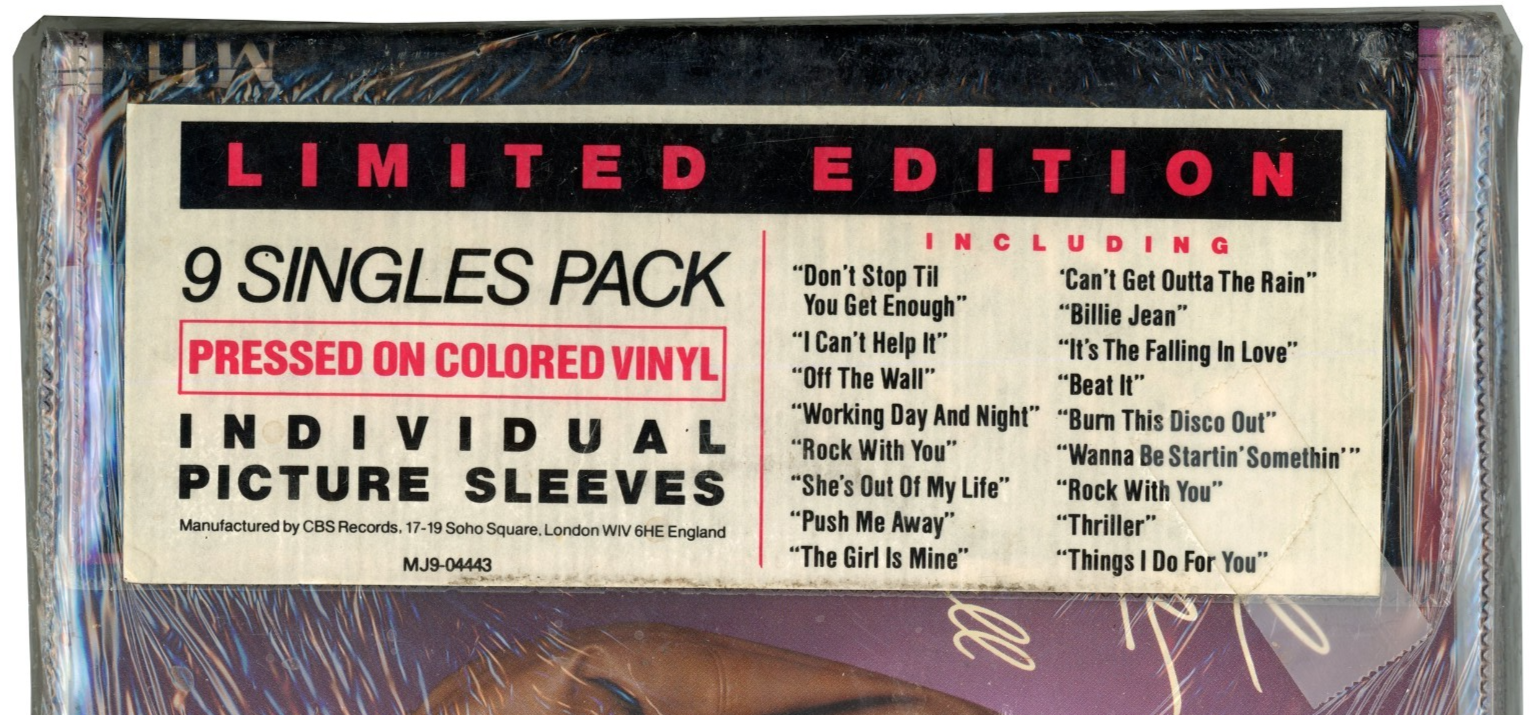 LIMITED EDITION
9 SINGLES PACK
PRESSED ON COLORED VINYL
INDIVIDUAL
PICTURE SLEEVES
Manufactured by CBS Records, 17-19 Soho Square, London WIV 6HE England
MJ9-04443
INCLUDING
“Don't Stop Til
You Get Enough”
“I Can't Help It”
“Off The Wall”
“Working Day And Night”
“Rock With You”
“She's Out Of My Life”
“Push Me Away”
“The Girl Is Mine”
‘Can't Get Outta The Rain”
“Billie Jean”
“It's The Falling In Love”
“Beat It”
“Burn This Disco Out”
“Wanna Be Startin' Somethin'”
“Rock With You”
“Thriller”
“Things I Do For You”